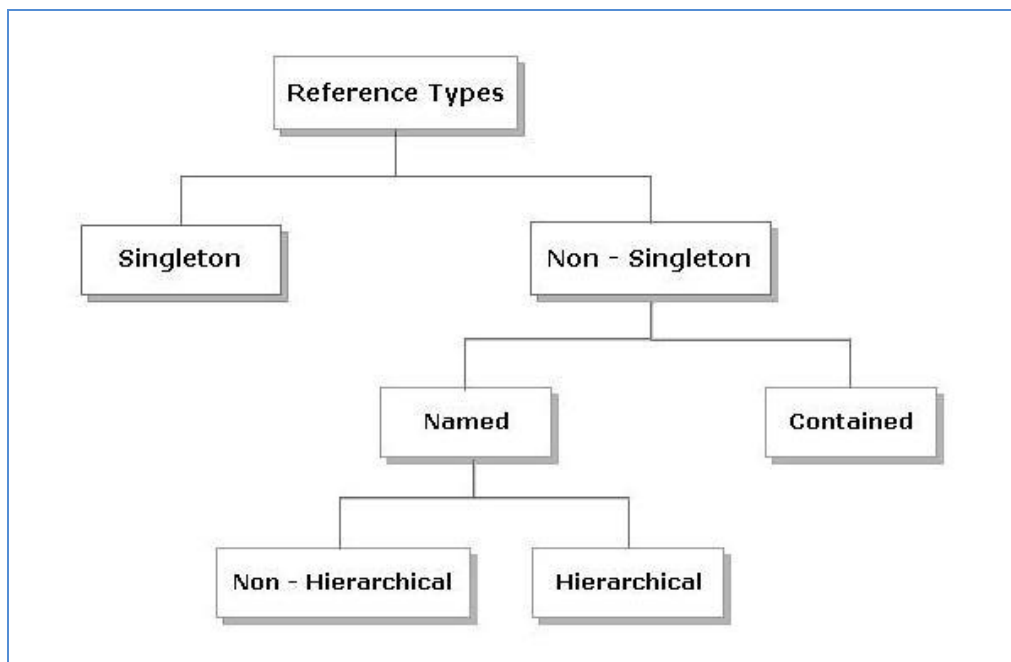 Reference Types
Singleton
Non - Singleton
Named
Contained
Non - Hierarchical
Hierarchical